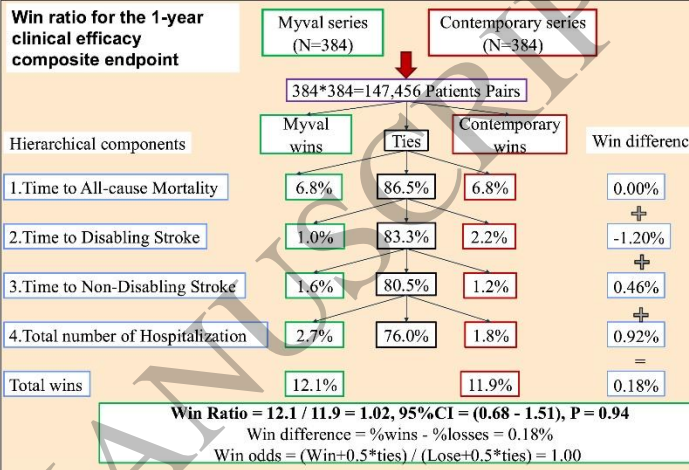 Win ratio for the 1-year
clinical efficacy
composite endpoint
Myval series
(N=384)
Contemporary series
(N=384)
384*384=147,456 Patients Pairs
Hierarchical components
Myval
wins
Ties
Contemporary
wins
Win differenc
1.Time to All-cause Mortality
6.8%
86.5%
6.8%
0.00%
+
2.Time to Disabling Stroke
1.0%
83.3%
2.2%
-1.20%
+
3.Time to Non-Disabling Stroke
1.6%
80.5%
1.2%
0.46%
+
4.Total number of Hospitalization
2.7%
76.0%
1.8%
0.92%
=
Total wins
12.1%
11.9%
0.18%
Win Ratio = 12.1 / 11.9 = 1.02, 95%CI = (0.68 - 1.51), P = 0.94
Win difference = %wins - %losses = 0.18%
Win odds = (Win+0.5*ties) / (Lose+0.5*ties) = 1.00
ANUSCRIP